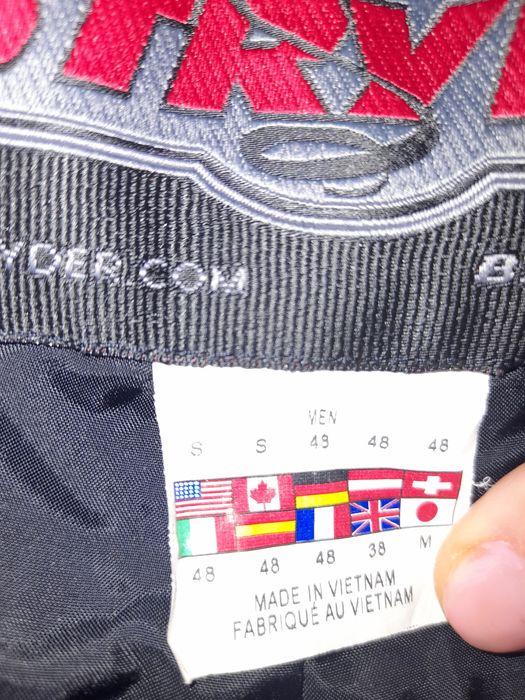 YDER.COM
MEN
S S 48 48 48
48 48 48 38 M
MADE IN VIETNAM
FABRIQUÉ AU VIETNAM